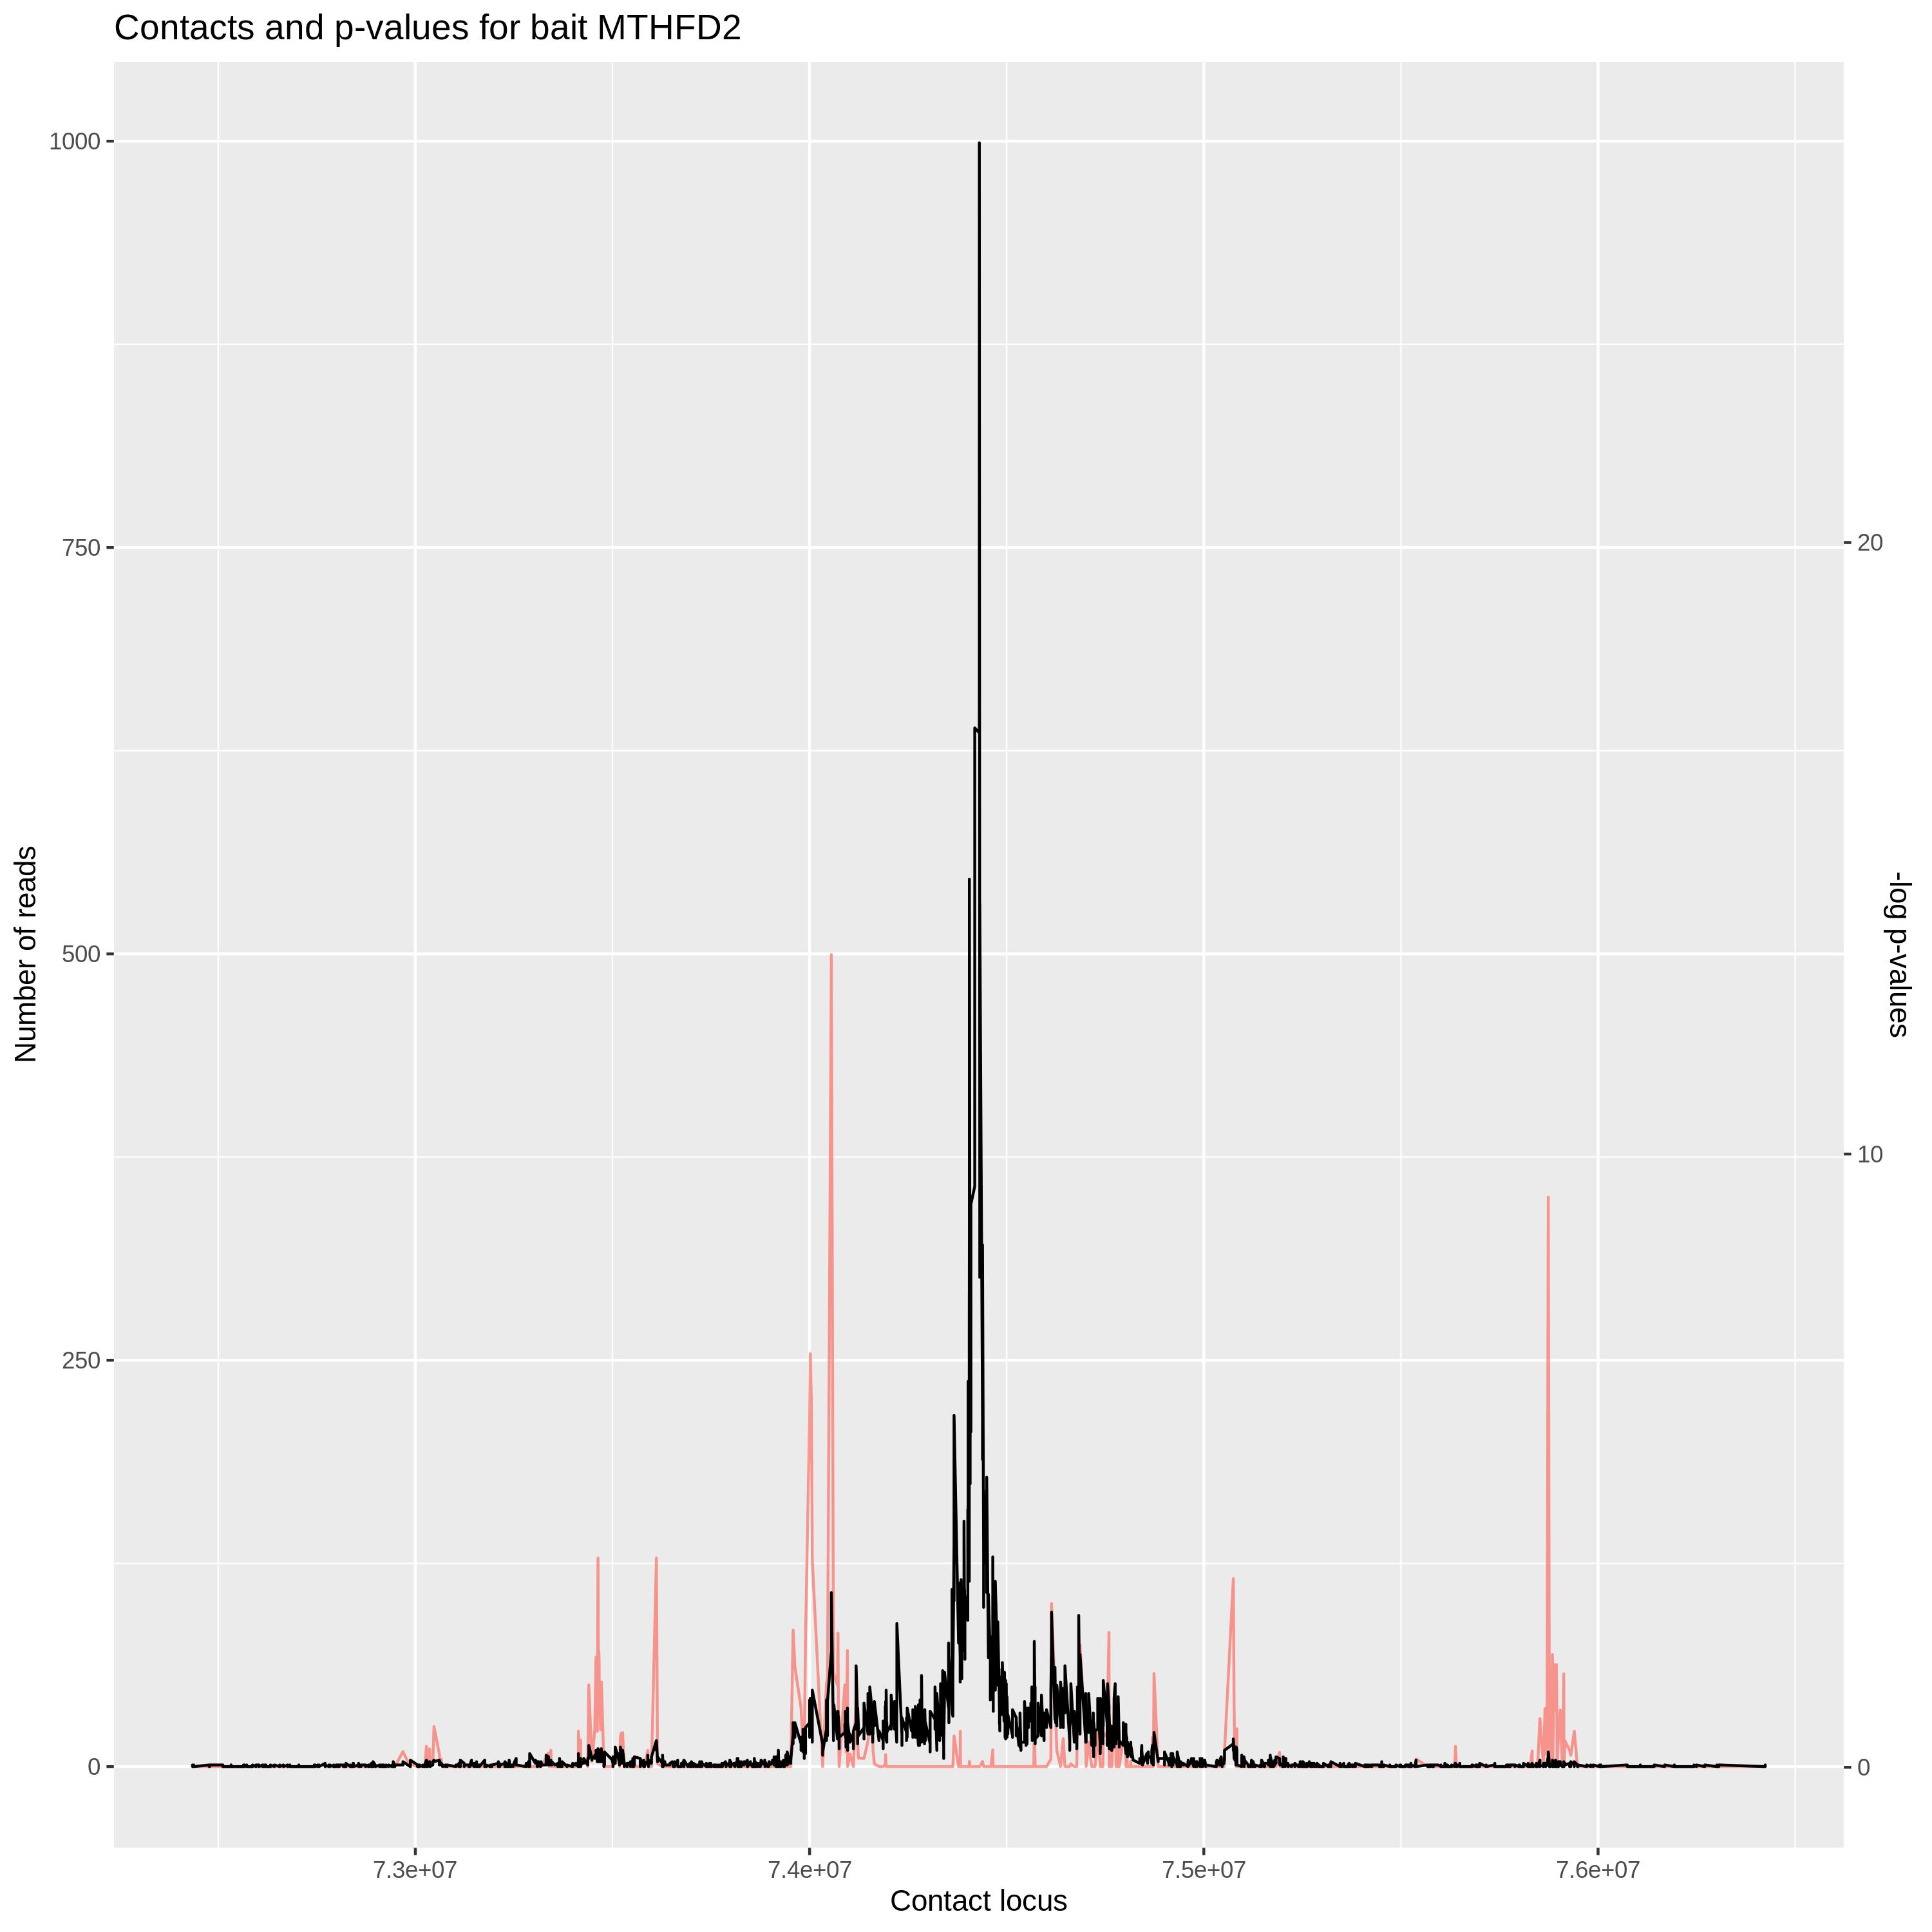 Contacts and p-values for bait MTHFD2
1000
750
500
250
0
Number of reads
20
10
0
-log p-values
7.3e+07
7.4e+07
7.5e+07
7.6e+07
Contact locus